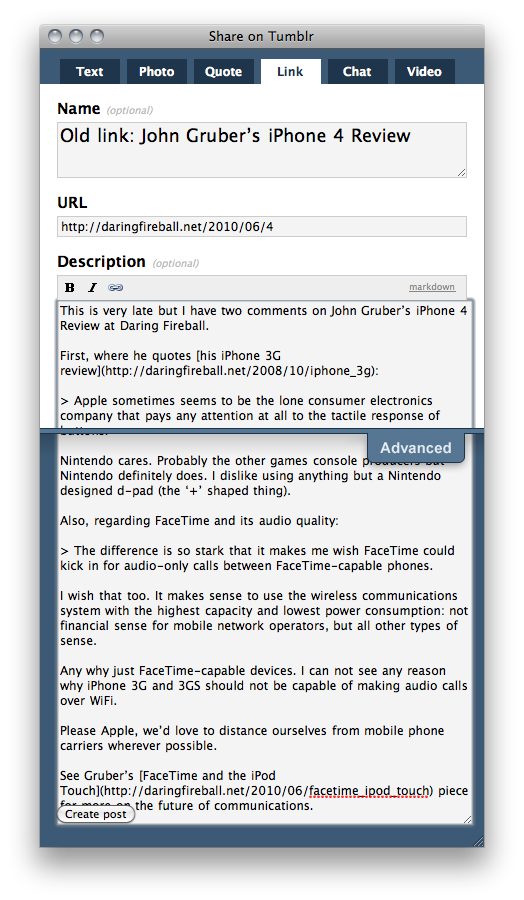 Share on Tumblr
Text Photo Quote Link Chat Video
Name (optional)
Old link: John Gruber’s iPhone 4 Review
URL
http://daringfireball.net/2010/06/4
Description (optional)
B I markdown
This is very late but I have two comments on John Gruber’s iPhone 4
Review at Daring Fireball.
First, where he quotes [his iPhone 3G
review](http://daringfireball.net/2008/10/iphone_3g):
> Apple sometimes seems to be the lone consumer electronics
company that pays any attention at all to the tactile response of
Advanced
Nintendo cares. Probably the other games console producers but
Nintendo definitely does. I dislike using anything but a Nintendo
designed d-pad (the ‘+’ shaped thing).
Also, regarding FaceTime and its audio quality:
> The difference is so stark that it makes me wish FaceTime could
kick in for audio-only calls between FaceTime-capable phones.
I wish that too. It makes sense to use the wireless communications
system with the highest capacity and lowest power consumption: not
financial sense for mobile network operators, but all other types of
sense.
Any why just FaceTime-capable devices. I can not see any reason
why iPhone 3G and 3GS should not be capable of making audio calls
over WiFi.
Please Apple, we’d love to distance ourselves from mobile phone
carriers wherever possible.
See Gruber’s [FaceTime and the iPod
Touch](http://daringfireball.net/2010/06/facetime_ipod_touch) piece
for more on the future of communications.
Create post